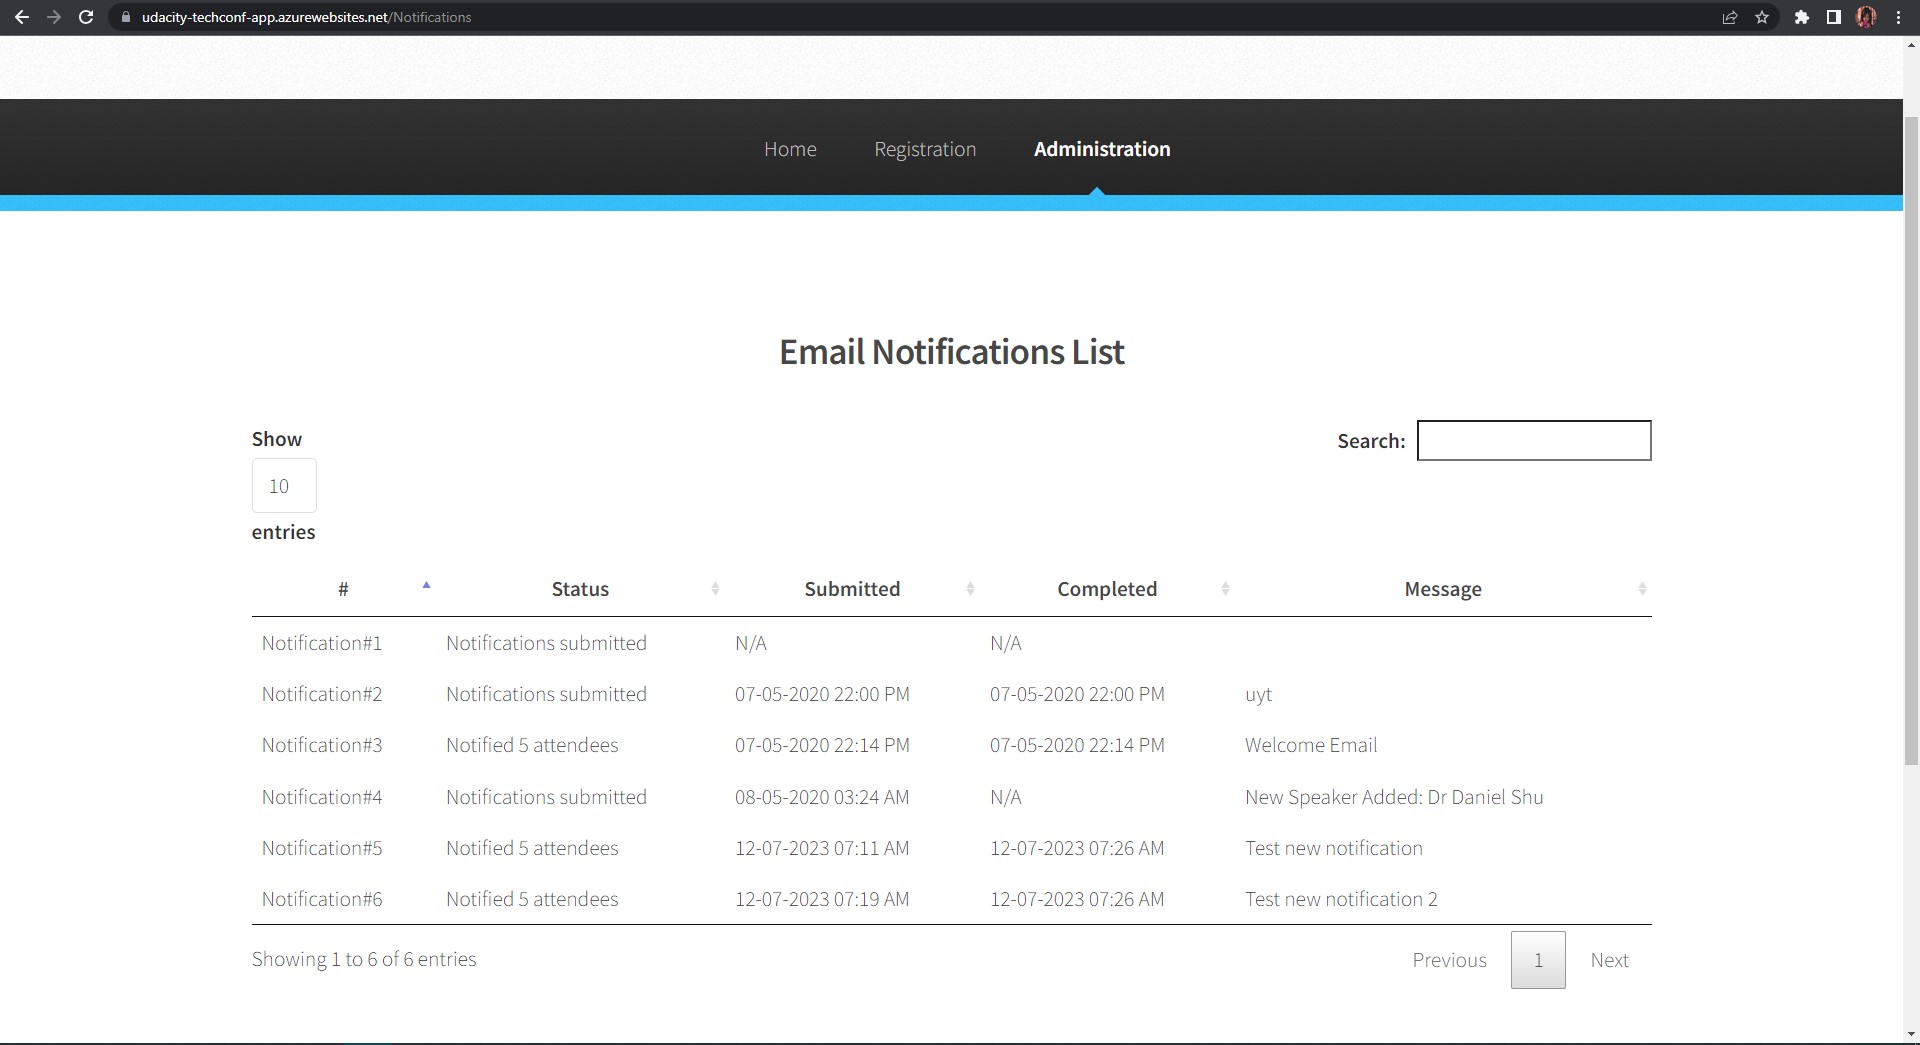 udacity-techconf-app.azurewebsites.net/Notifications
Home Registration Administration
Email Notifications List
Show
10
entries
Search:
# Status Submitted Completed Message
Notification#1 Notifications submitted N/A N/A
Notification#2 Notifications submitted 07-05-2020 22:00 PM 07-05-2020 22:00 PM uyt
Notification#3 Notified 5 attendees 07-05-2020 22:14 PM 07-05-2020 22:14 PM Welcome Email
Notification#4 Notifications submitted 08-05-2020 03:24 AM N/A New Speaker Added: Dr Daniel Shu
Notification#5 Notified 5 attendees 12-07-2023 07:11 AM 12-07-2023 07:26 AM Test new notification
Notification#6 Notified 5 attendees 12-07-2023 07:19 AM 12-07-2023 07:26 AM Test new notification 2
Showing 1 to 6 of 6 entries
Previous 1 Next